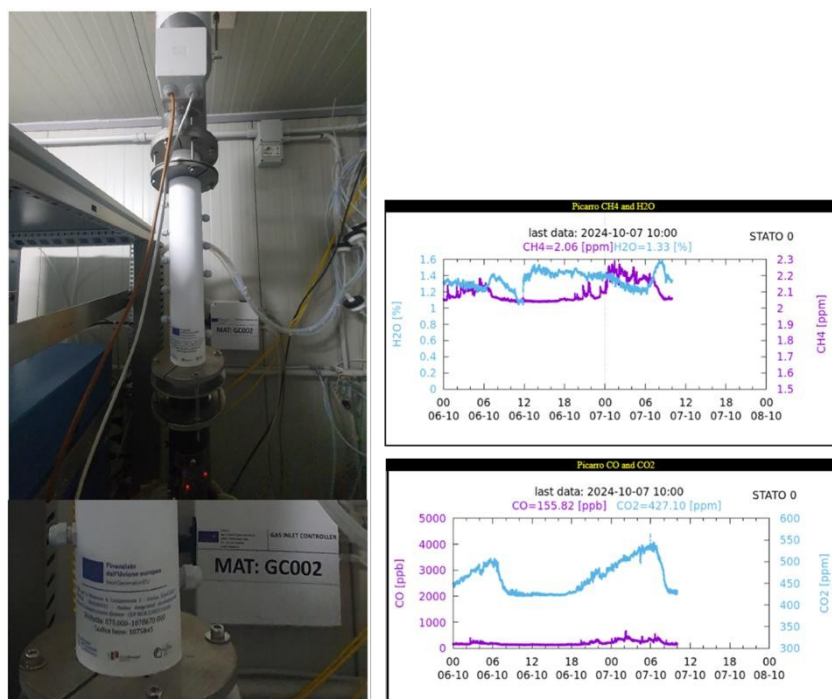 MAT: GC002
Finanziato
dall'Unione europea
NextGenerationEU
GAS INLET CONTROLLER
MAT: GC002
Picarro CH4 and H2O
last data: 2024-10-07 10:00
STATO 0
CH4=2.06 [ppm]H2O=1.33 [%]
H2O [%]
1.6
1.4
1.2
1
0.8
0.6
0.4
0.2
0
2.3
2.2
2.1
2
1.9
1.8
1.7
1.6
1.5
CH4 [ppm]
00 06 12 18 00 06 12 18 00
06-10 06-10 06-10 06-10 07-10 07-10 07-10 07-10 08-10
Picarro CO and CO2
last data: 2024-10-07 10:00
STATO 0
CO=155.82 [ppb] CO2=427.10 [ppm]
CO [ppb]
5000
4000
3000
2000
1000
0
600
550
500
450
400
350
300
CO2 [ppm]
00 06 12 18 00 06 12 18 00
06-10 06-10 06-10 06-10 07-10 07-10 07-10 07-10 08-10